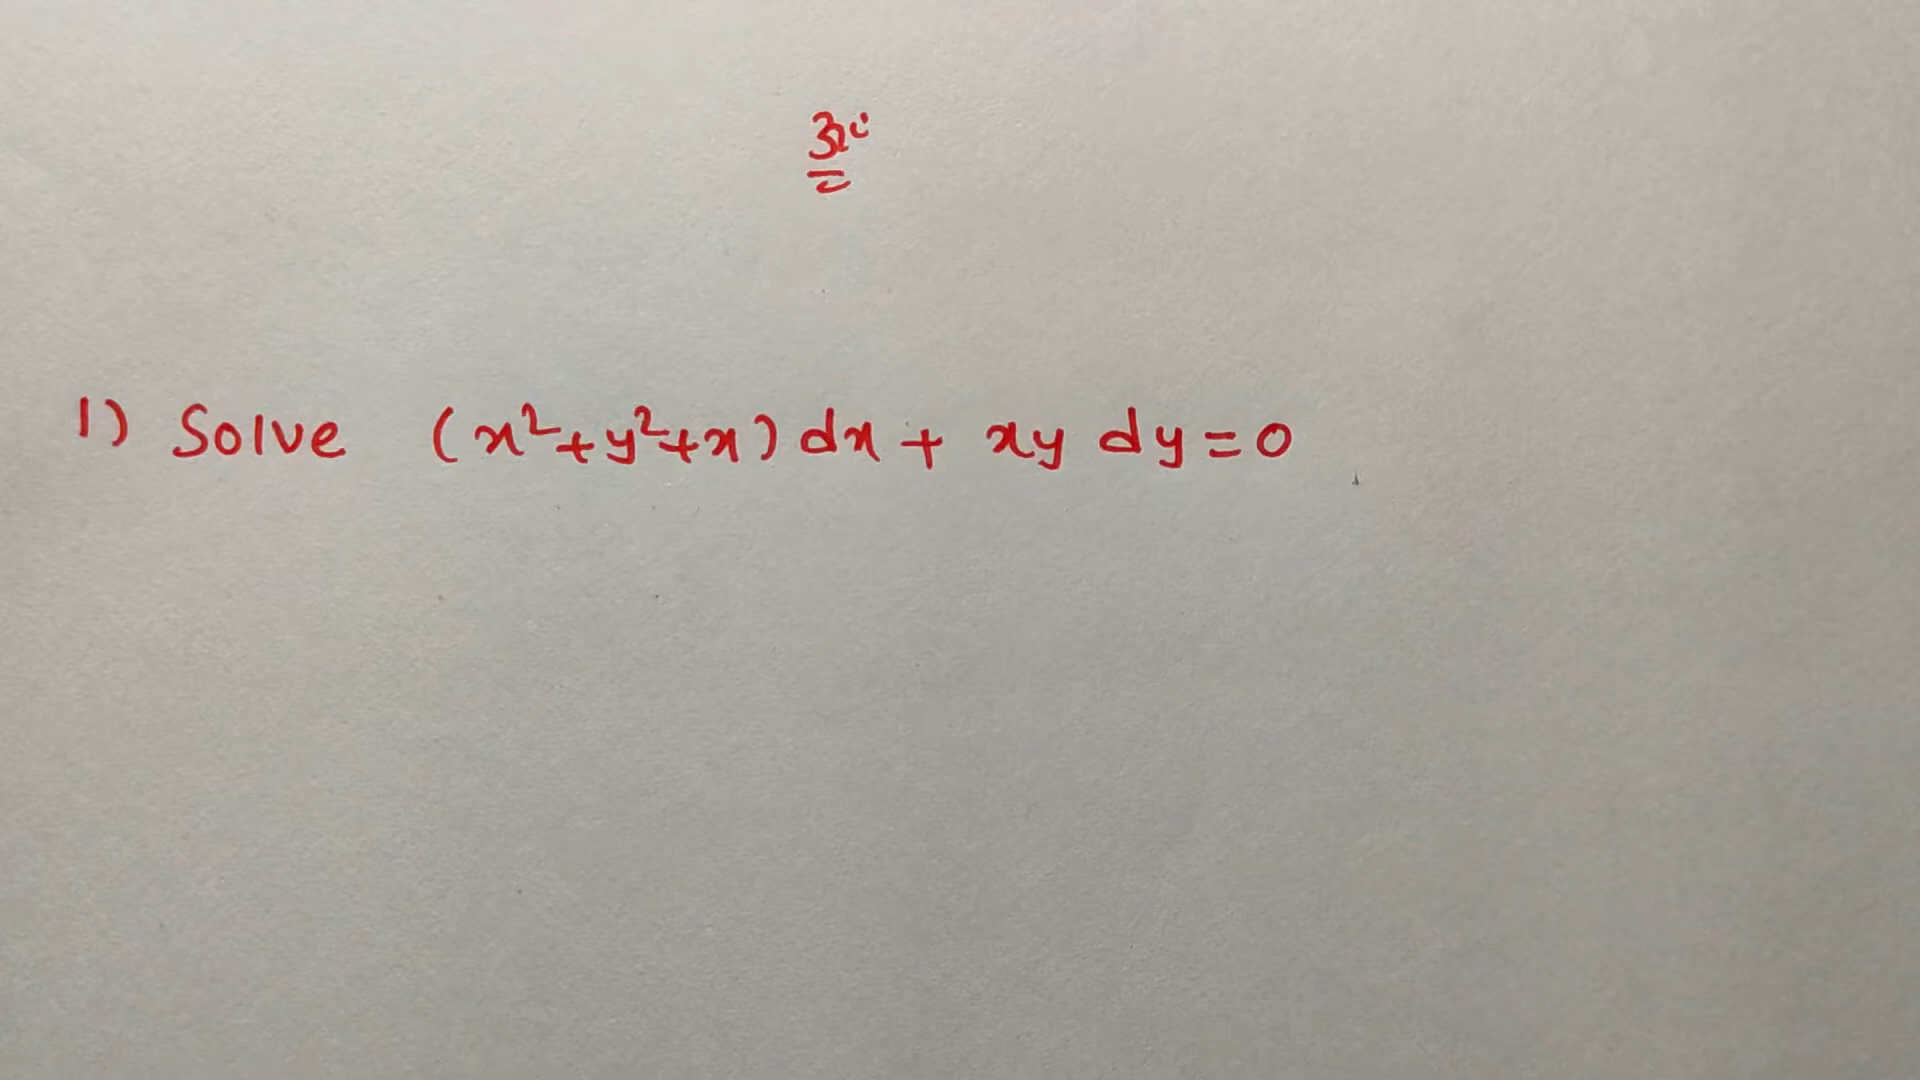 1) Solve (x²+y²+x) dx + xy dy=0